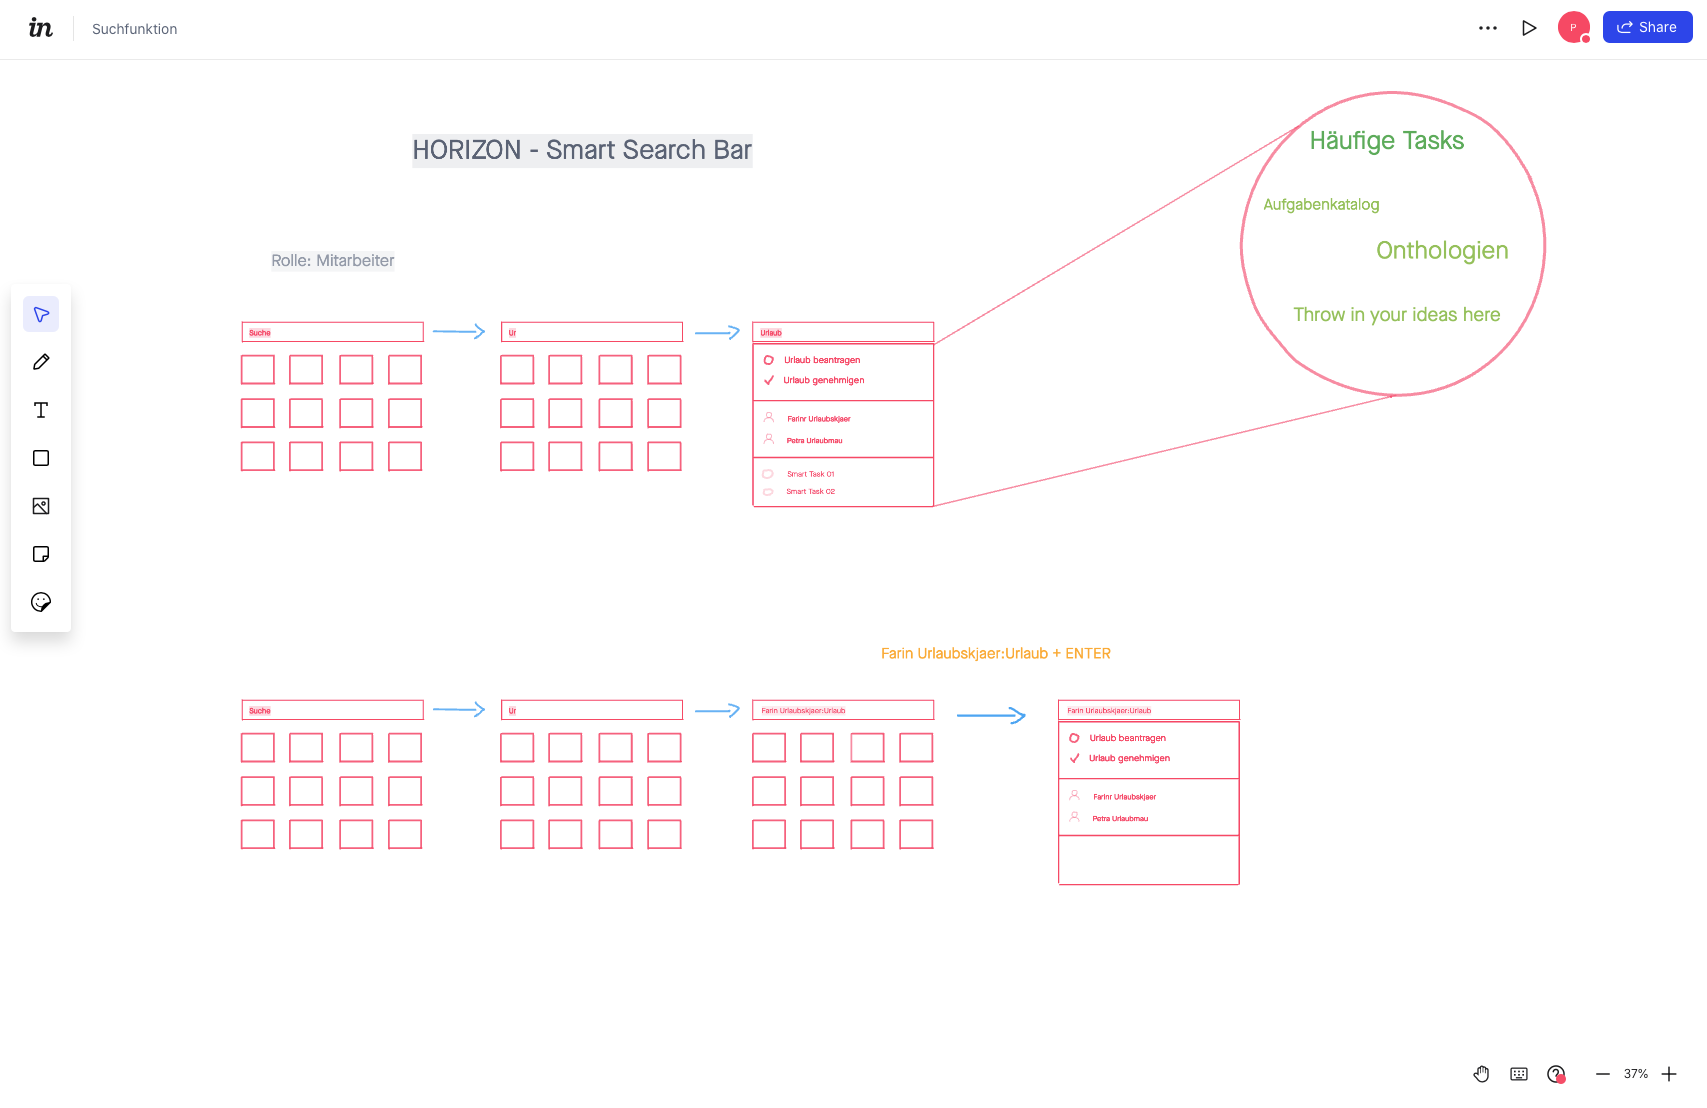 in
Suchfunktion
P
Share
HORIZON - Smart Search Bar
Häufige Tasks
Aufgabenkatalog
Onthologien
Throw in your ideas here
Rolle: Mitarbeiter
Suche
Ur
Urlaub
Urlaub beantragen
Urlaub genehmigen
Farinr Urlaubskjaer
Petra Urlaubmau
Smart Task 01
Smart Task 02
Farin Urlaubskjaer:Urlaub + ENTER
Suche
Ur
Farin Urlaubskjaer:Urlaub
Farin Urlaubskjaer:Urlaub
Urlaub beantragen
Urlaub genehmigen
Farinr Urlaubskjaer
Petra Urlaubmau
37%